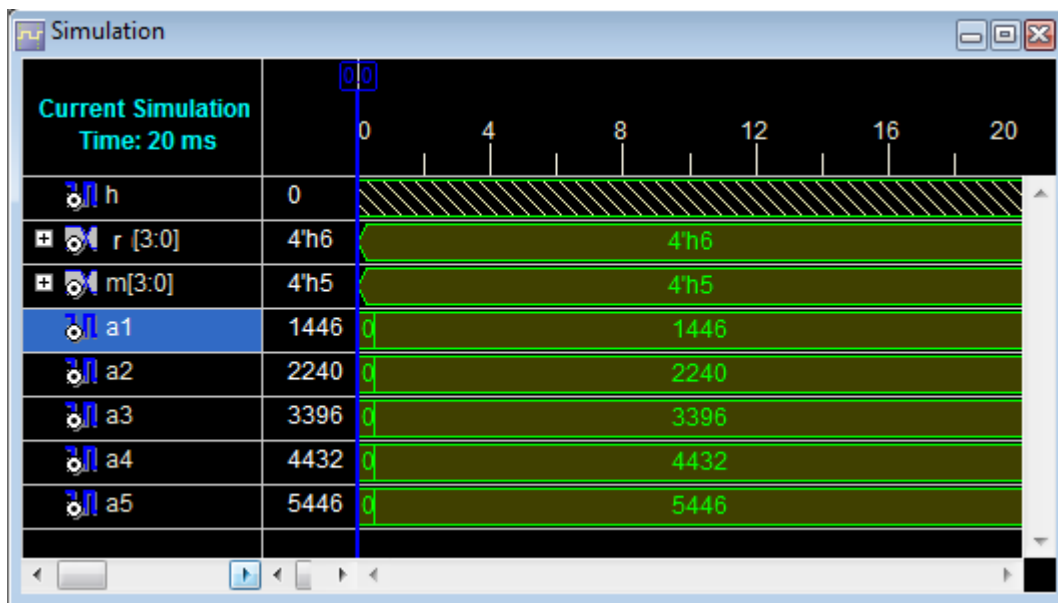 Simulation
0 0
Current Simulation
Time: 20 ms
0 4 8 12 16 20
h 0
r [3:0] 4'h6 4'h6
m[3:0] 4'h5 4'h5
a1 1446 0 1446
a2 2240 0 2240
a3 3396 0 3396
a4 4432 0 4432
a5 5446 0 5446